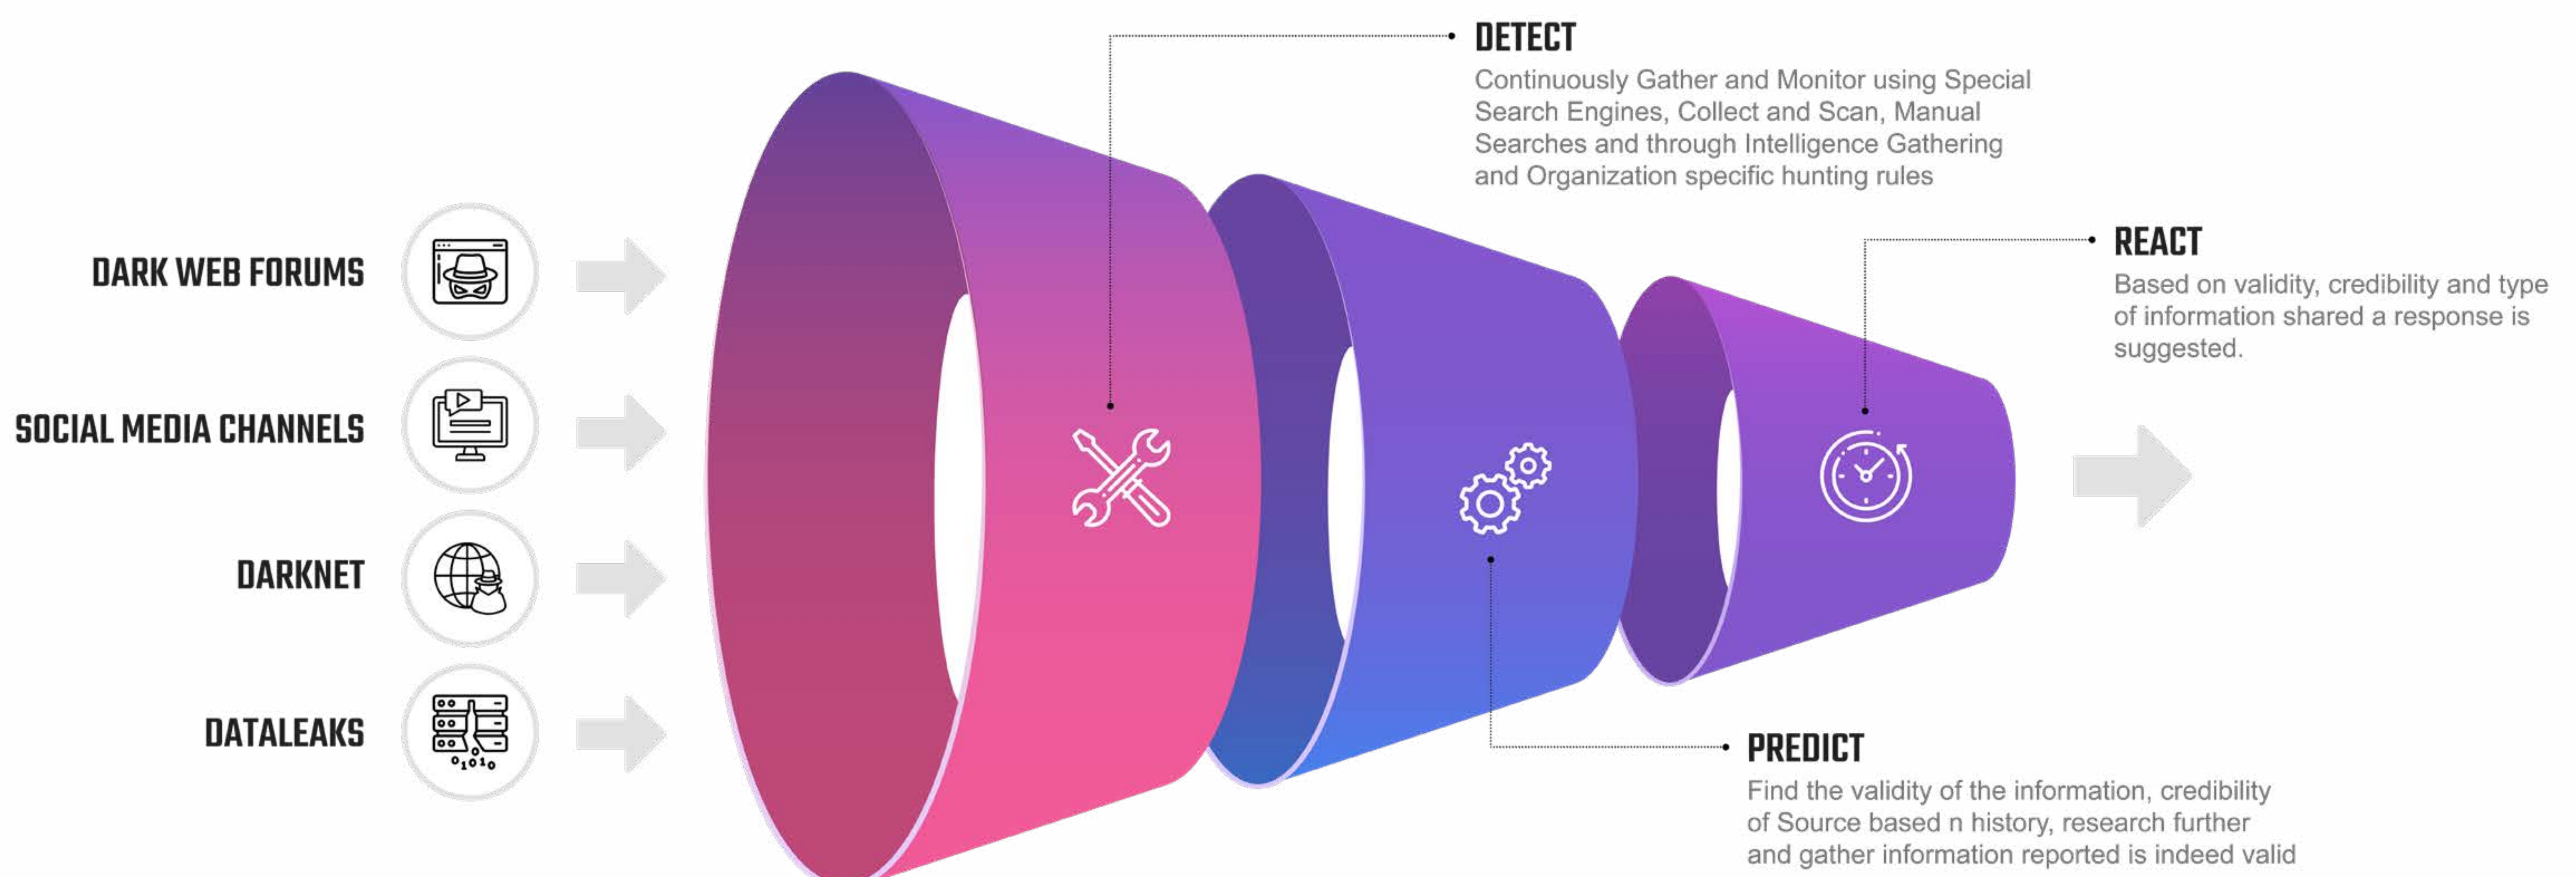 DETECT
Continuously Gather and Monitor using Special
Search Engines, Collect and Scan, Manual
Searches and through Intelligence Gathering
and Organization specific hunting rules
REACT
Based on validity, credibility and type
of information shared a response is
suggested.
DARK WEB FORUMS
SOCIAL MEDIA CHANNELS
DARKNET
DATALEAKS
01010
PREDICT
Find the validity of the information, credibility
of Source based n history, research further
and gather information reported is indeed valid